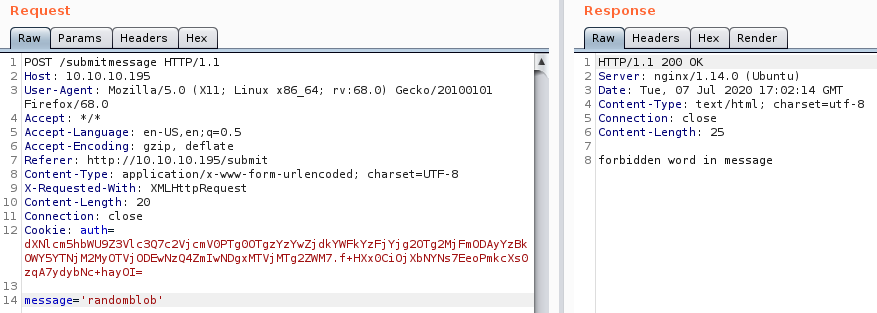 Request
Raw Params Headers Hex
1 POST /submitmessage HTTP/1.1
2 Host: 10.10.10.195
3 User-Agent: Mozilla/5.0 (X11; Linux x86_64; rv:68.0) Gecko/20100101
Firefox/68.0
4 Accept: */*
5 Accept-Language: en-US,en;q=0.5
6 Accept-Encoding: gzip, deflate
7 Referer: http://10.10.10.195/submit
8 Content-Type: application/x-www-form-urlencoded; charset=UTF-8
9 X-Requested-With: XMLHttpRequest
10 Content-Length: 20
11 Connection: close
12 Cookie: auth=
dXNlcm5hbWU9Z3Vlc3Q7c2VjcmV0PTg0OTgzYzYwZjdkYWFkYzFjYjg2OTg2MjFmODAyYzBk
OWY5YTNjM2MyOTVjODEwNzQ4ZmIwNDgxMTVjMTg2ZWM7.f+HXx0CiOjXbNYNs7EeoPmkcXs0
zqA7ydybNc+hayOI=
13
14 message='randomblob'
Response
Raw Headers Hex Render
1 HTTP/1.1 200 OK
2 Server: nginx/1.14.0 (Ubuntu)
3 Date: Tue, 07 Jul 2020 17:02:14 GMT
4 Content-Type: text/html; charset=utf-8
5 Connection: close
6 Content-Length: 25
7
8 forbidden word in message